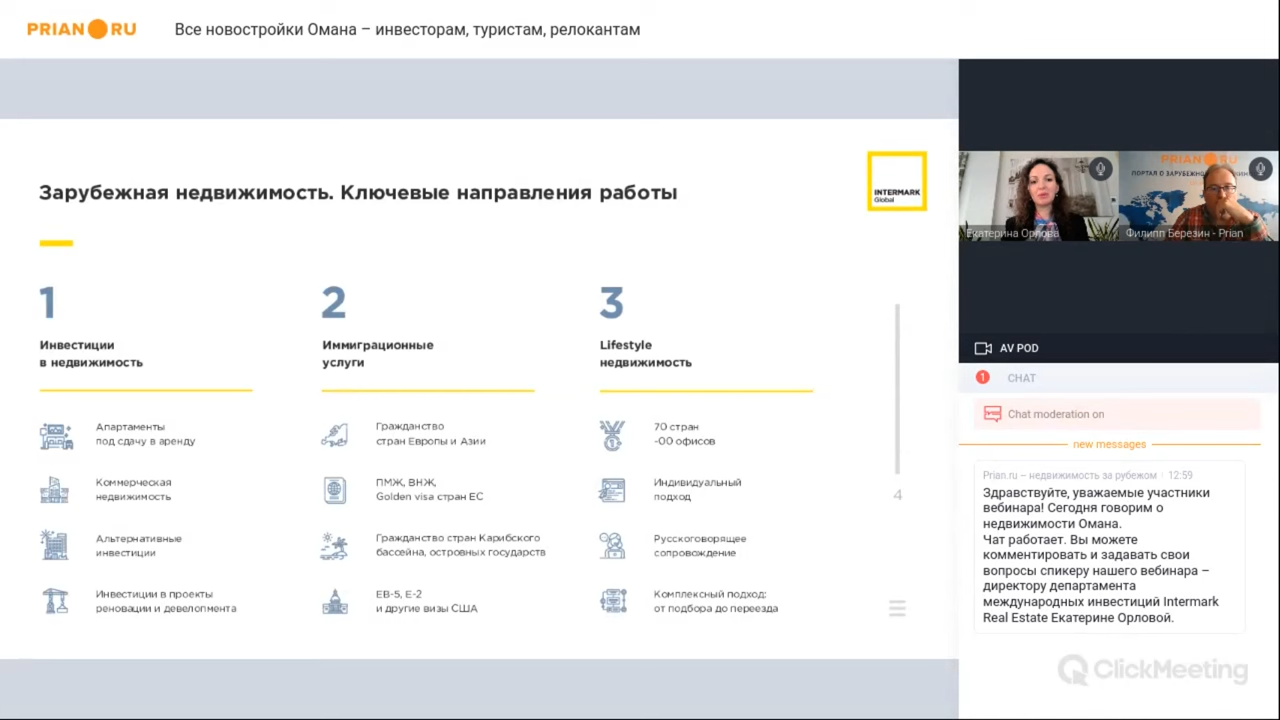 PRIAN RU
Все новостройки Омана – инвесторам, туристам, релокантам
Зарубежная недвижимость. Ключевые направления работы
INTERMARK
Global
1
Инвестиции
в недвижимость
Апартаменты
под сдачу в аренду
Коммерческая
недвижимость
Альтернативные
инвестиции
Инвестиции в проекты
реновации и девелопмента
2
Иммиграционные
услуги
Гражданство
стран Европы и Азии
ПМЖ, ВНЖ,
Golden visa стран ЕС
Гражданство стран Карибского
бассейна, островных государств
ЕВ-5, Е-2
и другие визы США
3
Lifestyle
недвижимость
70 стран
-00 офисов
Индивидуальный
подход
Русскоговорящее
сопровождение
Комплексный подход:
от подбора до переезда
4
PRIAN RU
Екатерина Орлова
Филипп Березин - Prian
AV POD
1
CHAT
Chat moderation on
new messages
Prian.ru – недвижимость за рубежом · 12:59
Здравствуйте, уважаемые участники
вебинара! Сегодня говорим о
недвижимости Омана.
Чат работает. Вы можете
комментировать и задавать свои
вопросы спикеру нашего вебинара –
директору департамента
международных инвестиций Intermark
Real Estate Екатерине Орловой.
ClickMeeting